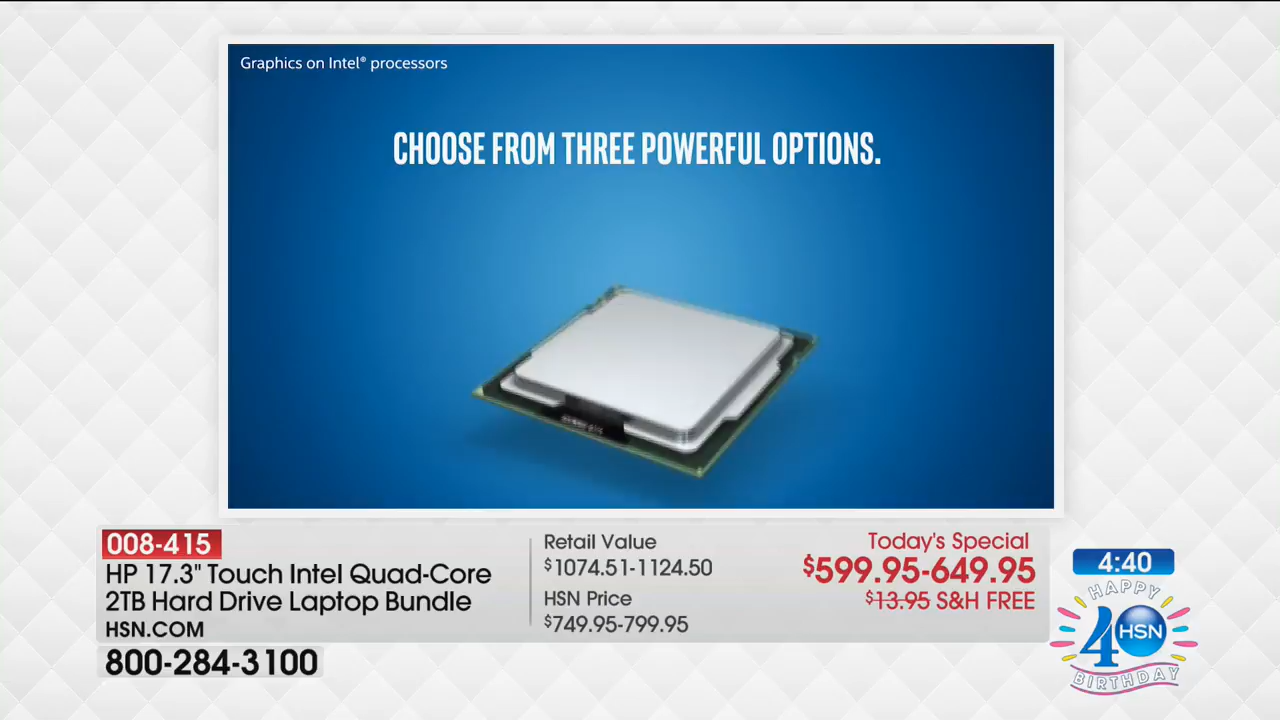 Graphics on Intel® processors
CHOOSE FROM THREE POWERFUL OPTIONS.
008-415
HP 17.3" Touch Intel Quad-Core
2TB Hard Drive Laptop Bundle
HSN.COM
800-284-3100
Retail Value
$1074.51-1124.50
HSN Price
$749.95-799.95
Today's Special
$599.95-649.95
$13.95 S&H FREE
4:40
HAPPY
40
HSN
BIRTHDAY